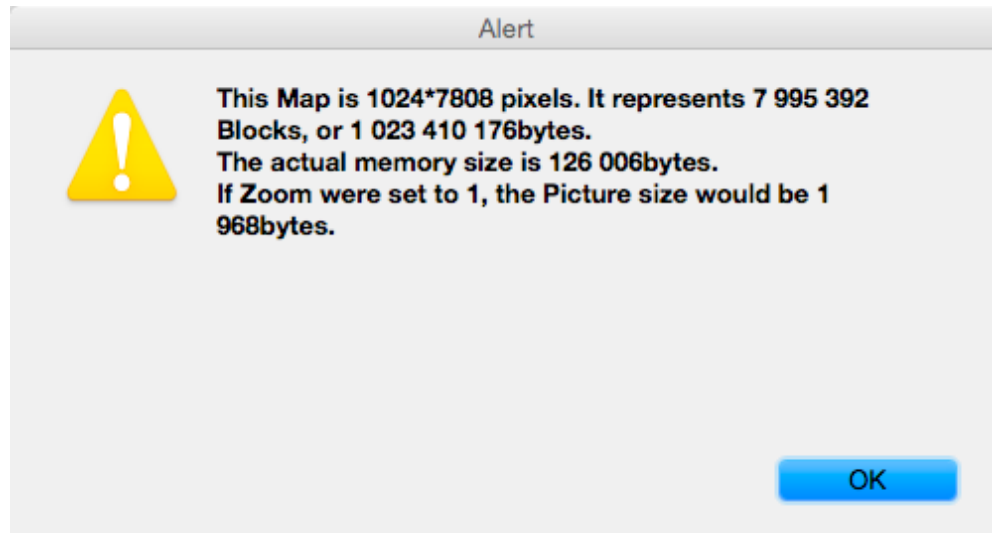 Alert
This Map is 1024*7808 pixels. It represents 7 995 392
Blocks, or 1 023 410 176bytes.
The actual memory size is 126 006bytes.
If Zoom were set to 1, the Picture size would be 1
968bytes.
OK